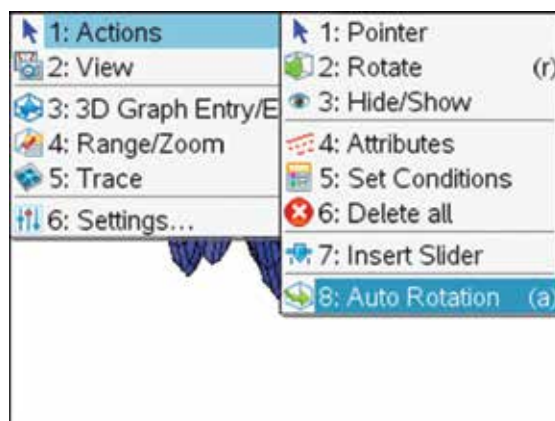 1: Actions
2: View
3: 3D Graph Entry/E
4: Range/Zoom
5: Trace
6: Settings...
1: Pointer
2: Rotate (r)
3: Hide/Show
4: Attributes
5: Set Conditions
6: Delete all
7: Insert Slider
8: Auto Rotation (a)